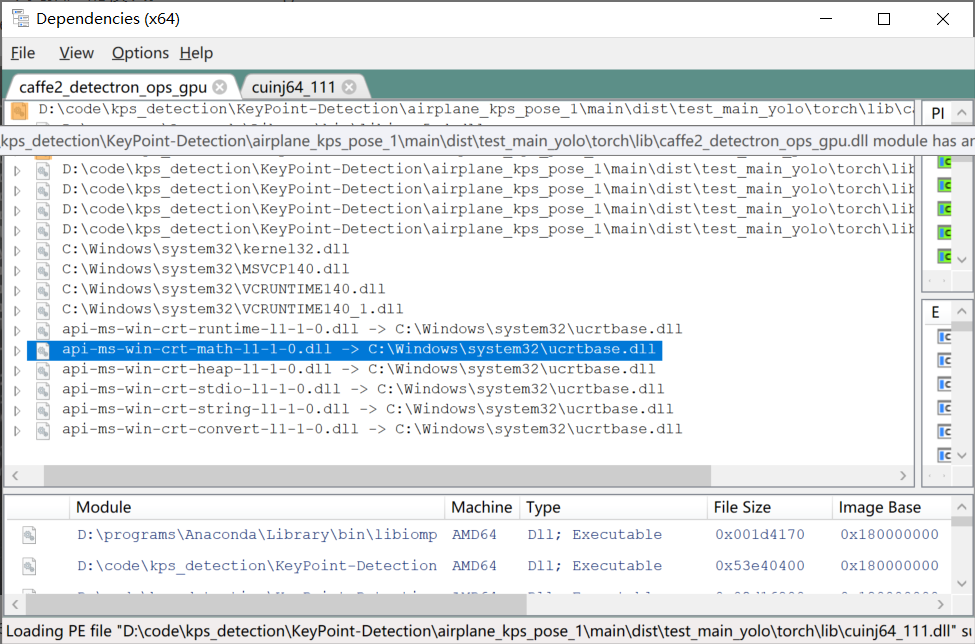 Dependencies (x64)
File View Options Help
caffe2_detectron_ops_gpu cuinj64_111
D:\code\kps_detection\KeyPoint-Detection\airplane_kps_pose_1\main\dist\test_main_yolo\torch\lib\ca
PI
kps_detection\KeyPoint-Detection\airplane_kps_pose_1\main\dist\test_main_yolo\torch\lib\caffe2_detectron_ops_gpu.dll module has an
D:\code\kps_detection\KeyPoint-Detection\airplane_kps_pose_1\main\dist\test_main_yolo\torch\lib
D:\code\kps_detection\KeyPoint-Detection\airplane_kps_pose_1\main\dist\test_main_yolo\torch\lib
D:\code\kps_detection\KeyPoint-Detection\airplane_kps_pose_1\main\dist\test_main_yolo\torch\lib
D:\code\kps_detection\KeyPoint-Detection\airplane_kps_pose_1\main\dist\test_main_yolo\torch\lib
C:\Windows\system32\kernel32.dll
C:\Windows\system32\MSVCP140.dll
C:\Windows\system32\VCRUNTIME140.dll
C:\Windows\system32\VCRUNTIME140_1.dll
E
api-ms-win-crt-runtime-l1-1-0.dll -> C:\Windows\system32\ucrtbase.dll
api-ms-win-crt-math-l1-1-0.dll -> C:\Windows\system32\ucrtbase.dll
api-ms-win-crt-heap-l1-1-0.dll -> C:\Windows\system32\ucrtbase.dll
api-ms-win-crt-stdio-l1-1-0.dll -> C:\Windows\system32\ucrtbase.dll
api-ms-win-crt-string-l1-1-0.dll -> C:\Windows\system32\ucrtbase.dll
api-ms-win-crt-convert-l1-1-0.dll -> C:\Windows\system32\ucrtbase.dll
Module Machine Type File Size Image Base
D:\programs\Anaconda\Library\bin\libiomp AMD64 Dll; Executable 0x001d4170 0x180000000
D:\code\kps_detection\KeyPoint-Detection AMD64 Dll; Executable 0x53e40400 0x180000000
Loading PE file "D:\code\kps_detection\KeyPoint-Detection\airplane_kps_pose_1\main\dist\test_main_yolo\torch\lib\cuinj64_111.dll" su